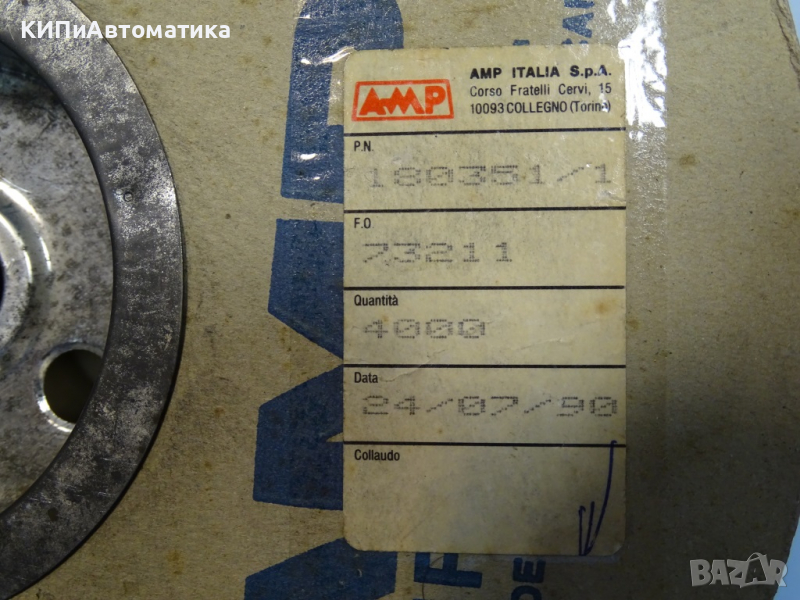 КИПиАвтоматика
AMP
AMP ITALIA S.p.A.
Corso Fratelli Cervi, 15
10093 COLLEGNO (Torino)
P.N.
180351/1
F.O.
73211
Quantità
4000
Data
24/07/90
Collaudo
BAZAR